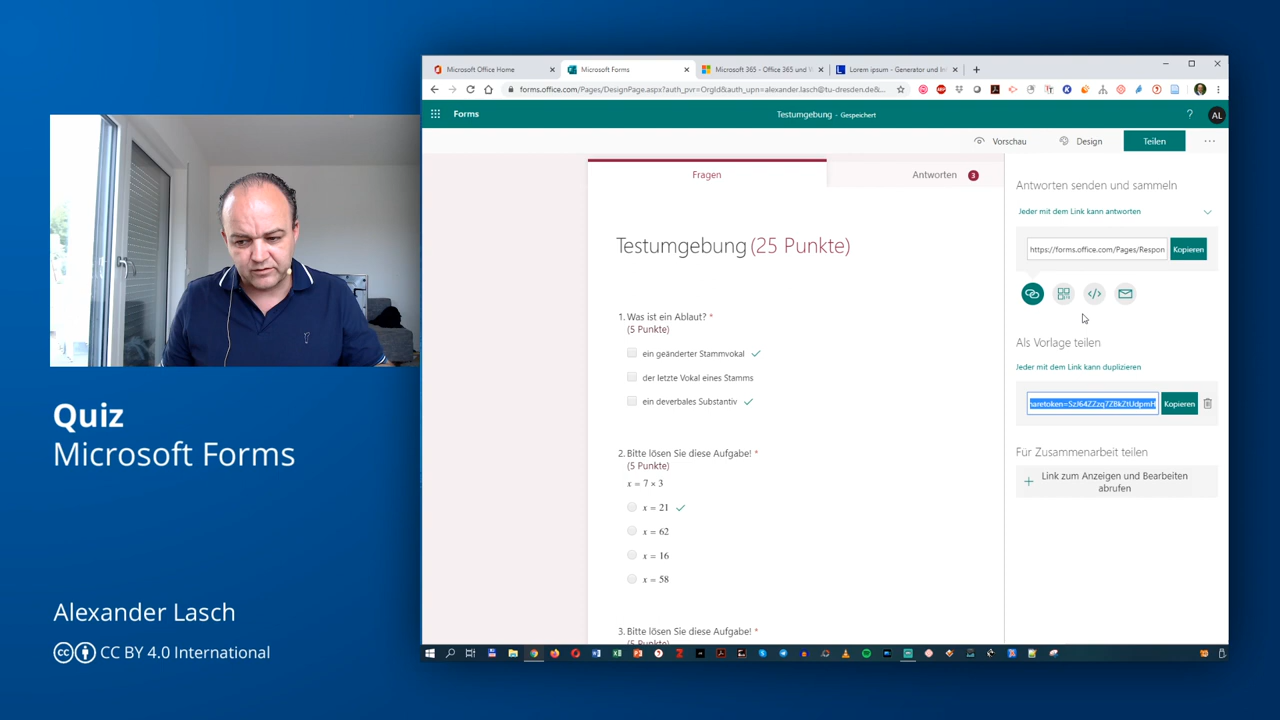 Microsoft Office Home
Microsoft Forms
Microsoft 365 - Office 365 und
Lorem ipsum - Generator und
forms.office.com/Pages/DesignPage.aspx?auth_pvr=OrgId&auth_upn=alexander.lasch@tu-dresden.de&...
Forms
Testumgebung - Gespeichert
?
AL
Vorschau
Design
Teilen
...
Fragen
Antworten 3
Testumgebung (25 Punkte)
1. Was ist ein Ablaut? *
(5 Punkte)
ein geänderter Stammvokal
der letzte Vokal eines Stamms
ein deverbales Substantiv
2. Bitte lösen Sie diese Aufgabe! *
(5 Punkte)
x = 7 × 3
x = 21
x = 62
x = 16
x = 58
3. Bitte lösen Sie diese Aufgabe! *
(5 Punkte)
Antworten senden und sammeln
Jeder mit dem Link kann antworten
https://forms.office.com/Pages/Respon
Kopieren
Als Vorlage teilen
Jeder mit dem Link kann duplizieren
Kopieren
Für Zusammenarbeit teilen
+ Link zum Anzeigen und Bearbeiten
abrufen
Quiz
Microsoft Forms
Alexander Lasch
CC BY 4.0 International